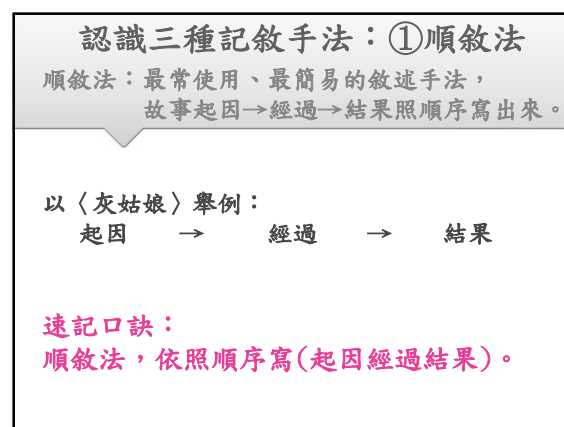 認識三種記敘手法：①順敘法
順敘法：最常使用、最簡易的敘述手法，
故事起因→經過→結果照順序寫出來。
以〈灰姑娘〉舉例：
起因 → 經過 → 結果
速記口訣：
順敘法，依照順序寫(起因經過結果)。